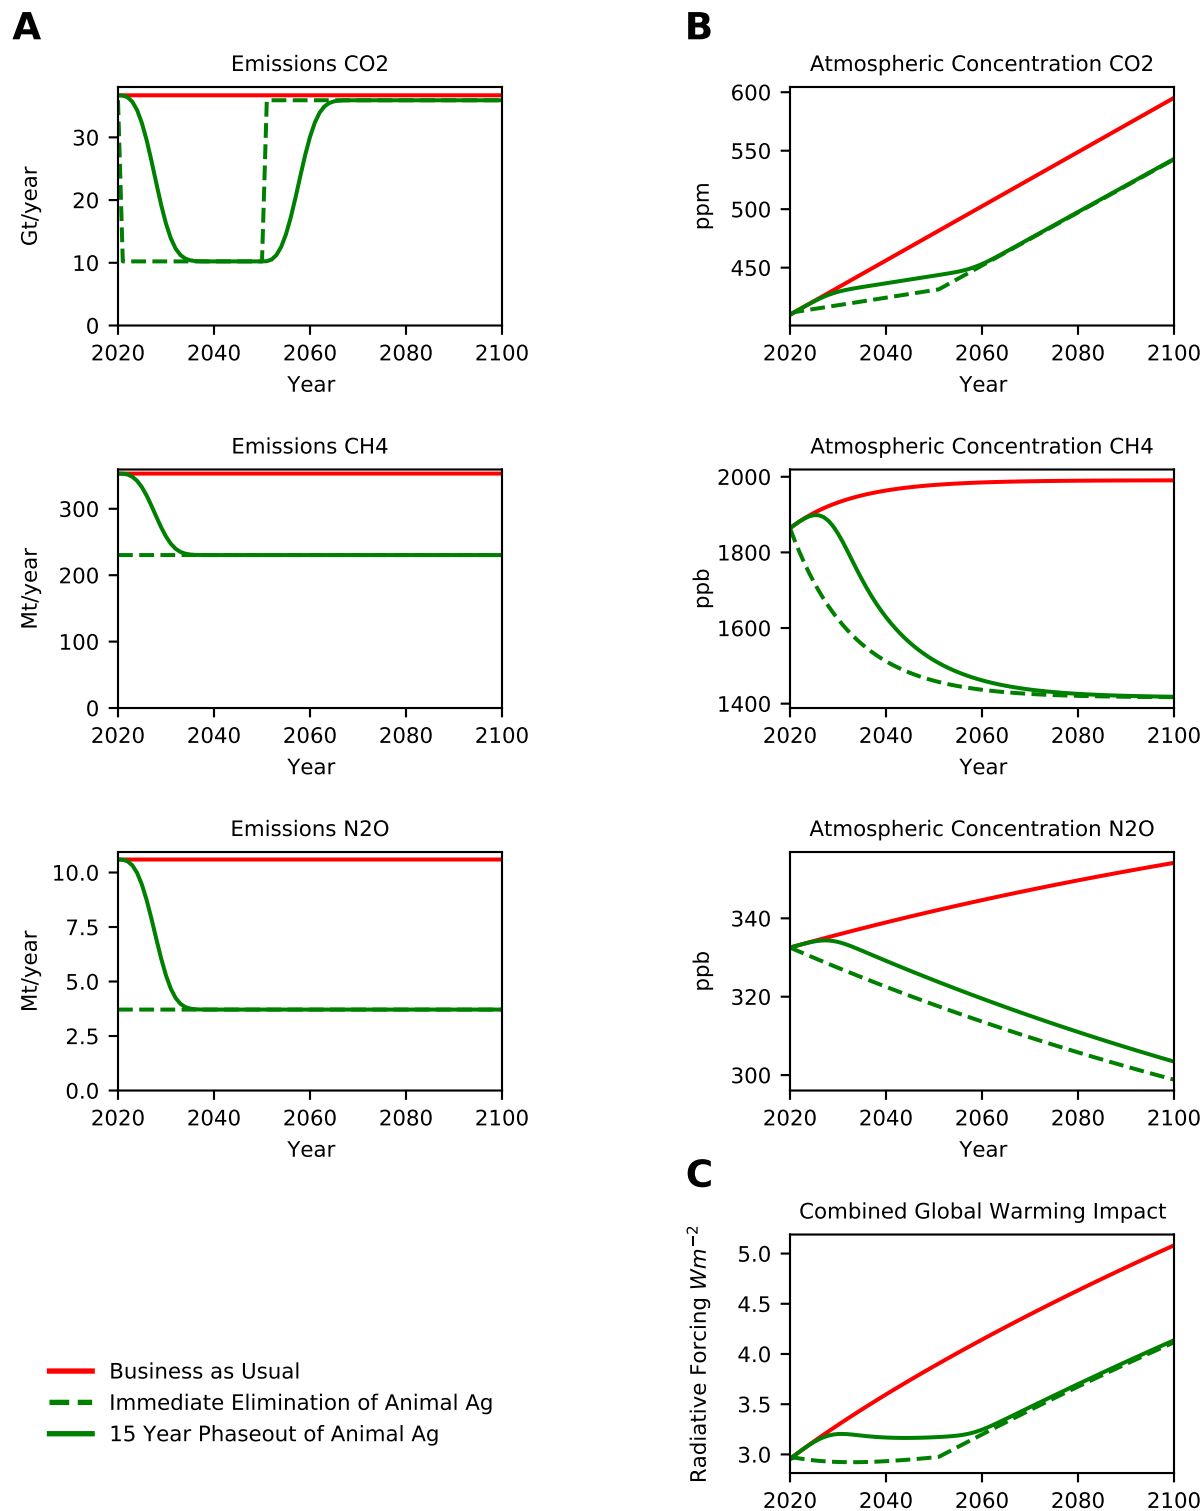 A
Emissions CO2
Gt/year
30
20
10
0
2020 2040 2060 2080 2100
Year
Emissions CH4
Mt/year
300
200
100
0
2020 2040 2060 2080 2100
Year
Emissions N2O
Mt/year
10.0
7.5
5.0
2.5
0.0
2020 2040 2060 2080 2100
Year
B
Atmospheric Concentration CO2
ppm
600
550
500
450
2020 2040 2060 2080 2100
Year
Atmospheric Concentration CH4
ppb
2000
1800
1600
1400
2020 2040 2060 2080 2100
Year
Atmospheric Concentration N2O
ppb
340
320
300
2020 2040 2060 2080 2100
Year
C
Combined Global Warming Impact
Radiative Forcing Wm⁻²
5.0
4.5
4.0
3.5
3.0
2020 2040 2060 2080 2100
Business as Usual
Immediate Elimination of Animal Ag
15 Year Phaseout of Animal Ag